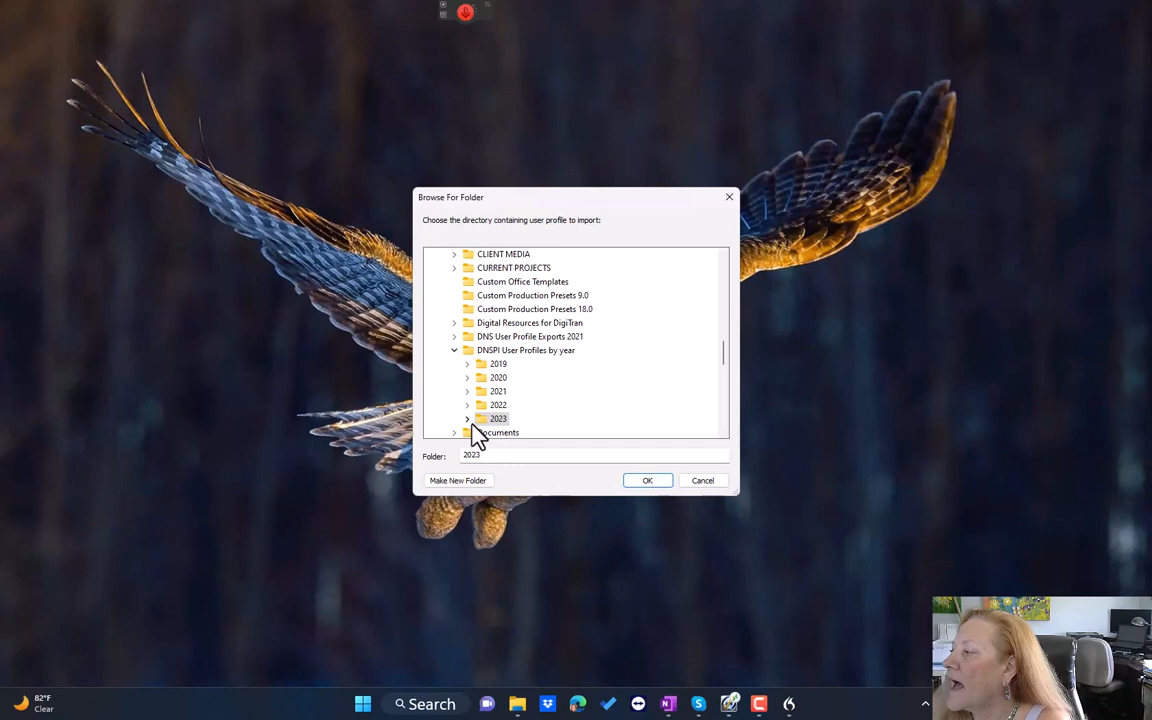 Browse For Folder
Choose the directory containing user profile to import:
CLIENT MEDIA
CURRENT PROJECTS
Custom Office Templates
Custom Production Presets 9.0
Custom Production Presets 18.0
Digital Resources for DigiTran
DNS User Profile Exports 2021
DNSPI User Profiles by year
2019
2020
2021
2022
2023
Folder: 2023
Make New Folder OK Cancel
82°F
Clear
Search